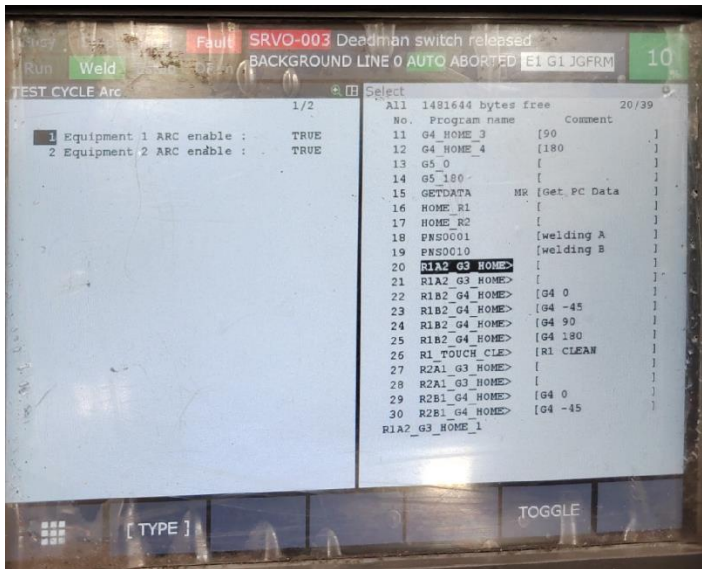 Busy Fault SRVO-003 Deadman switch released
Run Weld BACKGROUND LINE 0 AUTO ABORTED E1 G1 JGFRM 10
TEST CYCLE Arc
1/2
1 Equipment 1 ARC enable : TRUE
2 Equipment 2 ARC enable : TRUE
Select
All 1481644 bytes free 20/39
No. Program name Comment
11 G4_HOME_3 [90 ]
12 G4_HOME_4 [180 ]
13 G5_0 [ ]
14 G5_180 [ ]
15 GETDATA MR [Get PC Data ]
16 HOME_R1 [ ]
17 HOME_R2 [ ]
18 PNS0001 [welding A ]
19 PNS0010 [welding B ]
20 R1A2_G3_HOME> [ ]
21 R1A2_G3_HOME> [ ]
22 R1B2_G4_HOME> [G4 0 ]
23 R1B2_G4_HOME> [G4 -45 ]
24 R1B2_G4_HOME> [G4 90 ]
25 R1B2_G4_HOME> [G4 180 ]
26 R1_TOUCH_CLE> [R1 CLEAN ]
27 R2A1_G3_HOME> [ ]
28 R2A1_G3_HOME> [ ]
29 R2B1_G4_HOME> [G4 0 ]
30 R2B1_G4_HOME> [G4 -45 ]
R1A2_G3_HOME_1
[ TYPE ] TOGGLE